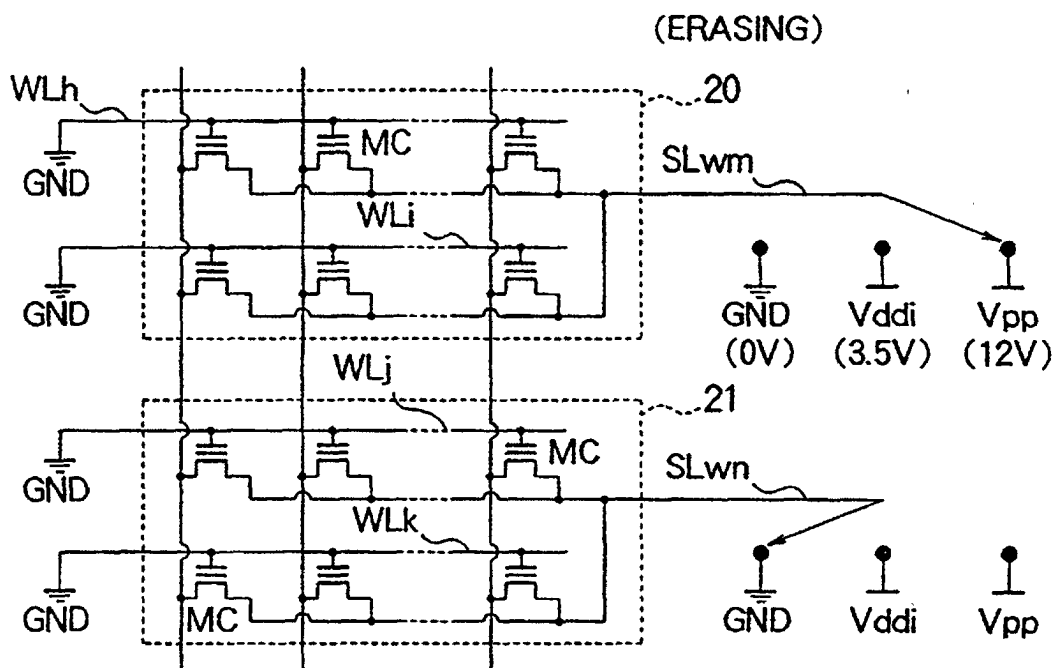 (ERASING)
WLh
20
MC
GND
SLwm
WLi
GND
GND
Vddi
Vpp
(0V)
(3.5V)
(12V)
WLj
21
MC
GND
SLwn
WLk
GND
MC
GND
Vddi
Vpp